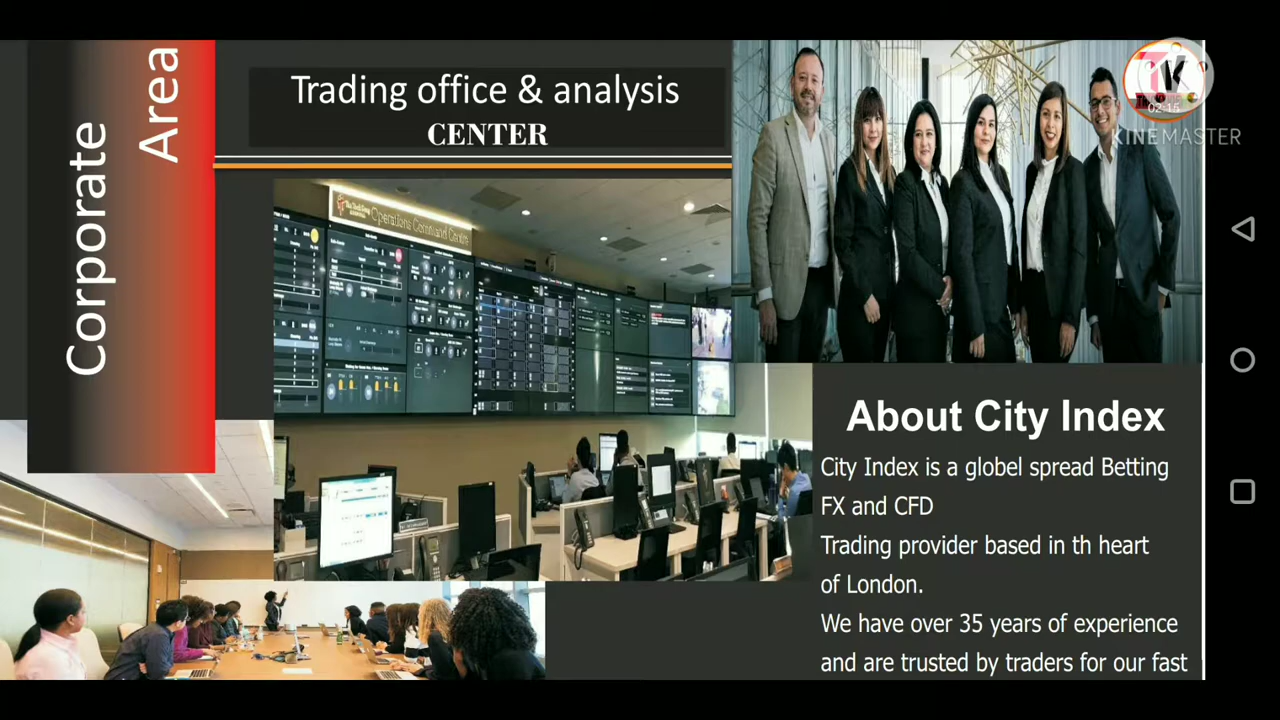 Corporate
Area
Trading office & analysis
CENTER
Operations Command Centre
02:15
KINEMASTER
About City Index
City Index is a globel spread Betting
FX and CFD
Trading provider based in th heart
of London.
We have over 35 years of experience
and are trusted by traders for our fast